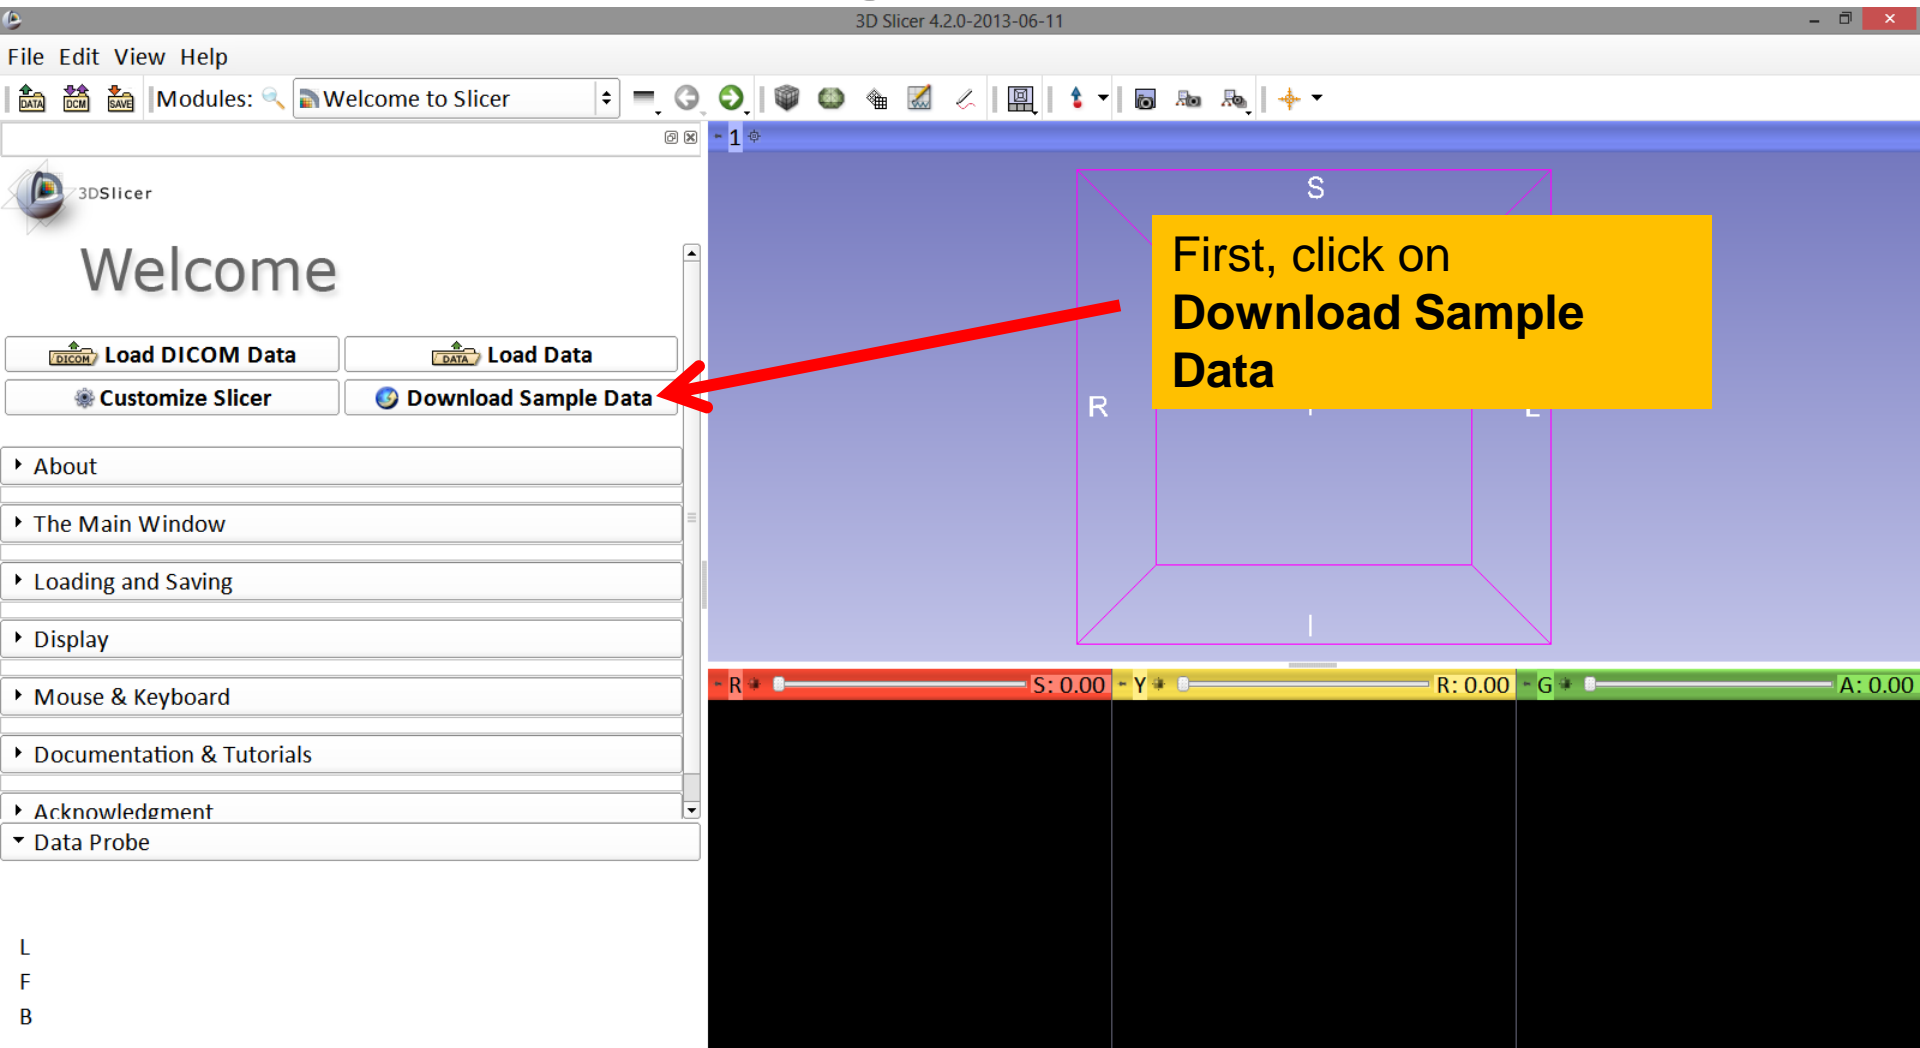 3D Slicer 4.2.0-2013-06-11
File Edit View Help
DATA DCM SAVE Modules: Welcome to Slicer
1
3DSlicer
Welcome
DICOM Load DICOM Data
DATA Load Data
Customize Slicer
Download Sample Data
About
The Main Window
Loading and Saving
Display
Mouse & Keyboard
Documentation & Tutorials
Acknowledgment
Data Probe
L
F
B
S
First, click on
Download Sample
Data
R
L
I
R S: 0.00 Y R: 0.00 G A: 0.00